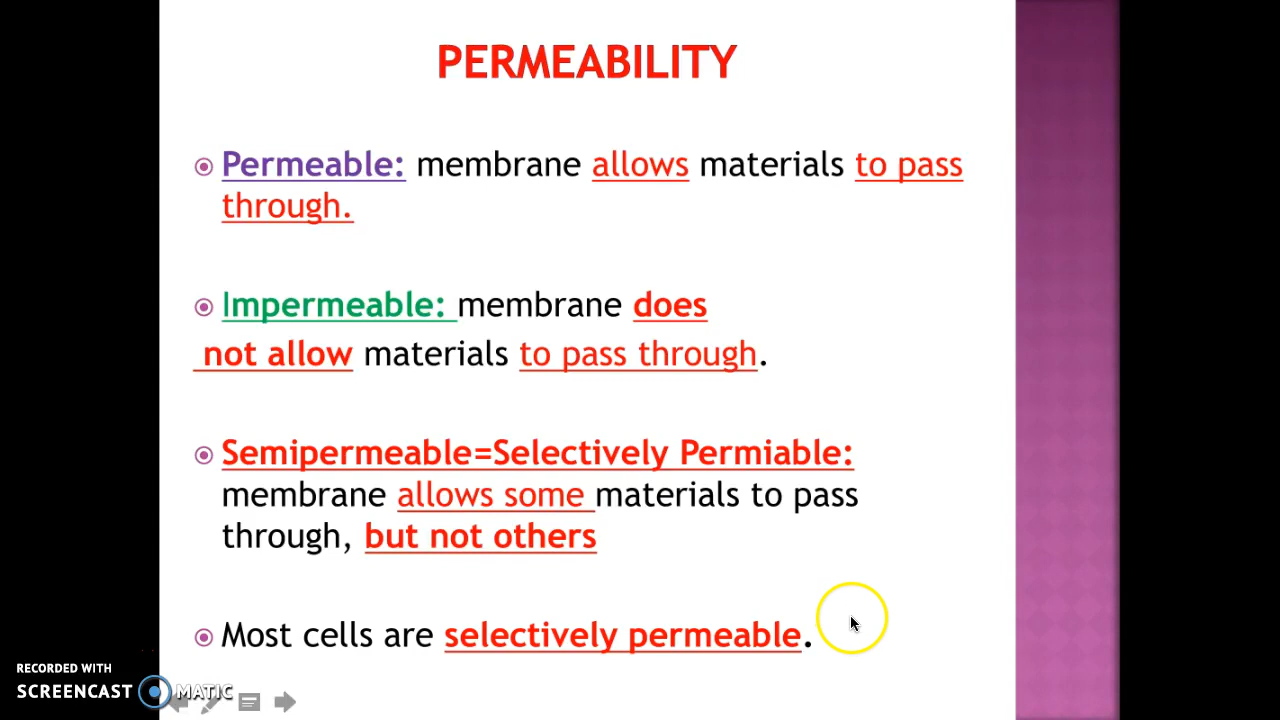 PERMEABILITY
Permeable: membrane allows materials to pass
through.
Impermeable: membrane does
not allow materials to pass through.
Semipermeable=Selectively Permiable:
membrane allows some materials to pass
through, but not others
Most cells are selectively permeable.
RECORDED WITH
SCREENCAST MATIC